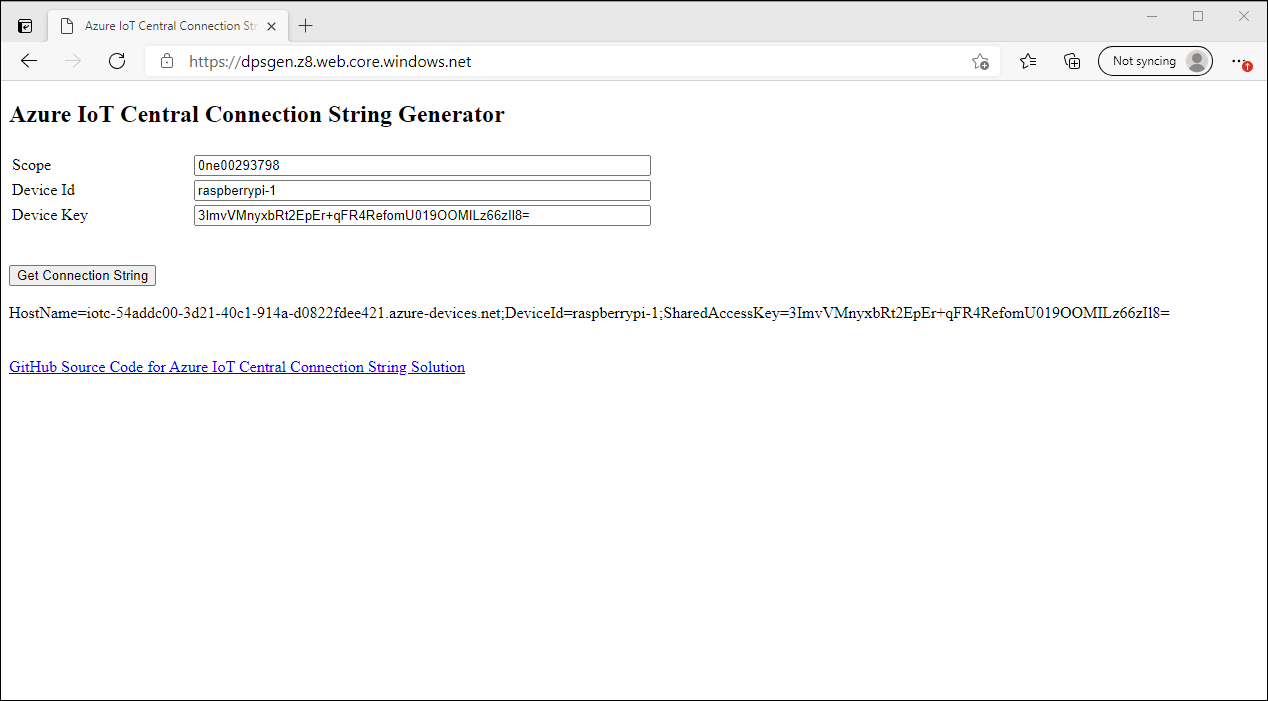 Azure IoT Central Connection Str
https://dpsgen.z8.web.core.windows.net
Not syncing
Azure IoT Central Connection String Generator
Scope 0ne00293798
Device Id raspberrypi-1
Device Key 3ImvVMnyxbRt2EpEr+qFR4RefomU019OOMILz66zIl8=
Get Connection String
HostName=iotc-54addc00-3d21-40c1-914a-d0822fdee421.azure-devices.net;DeviceId=raspberrypi-1;SharedAccessKey=3ImvVMnyxbRt2EpEr+qFR4RefomU019OOMILz66zIl8=
GitHub Source Code for Azure IoT Central Connection String Solution